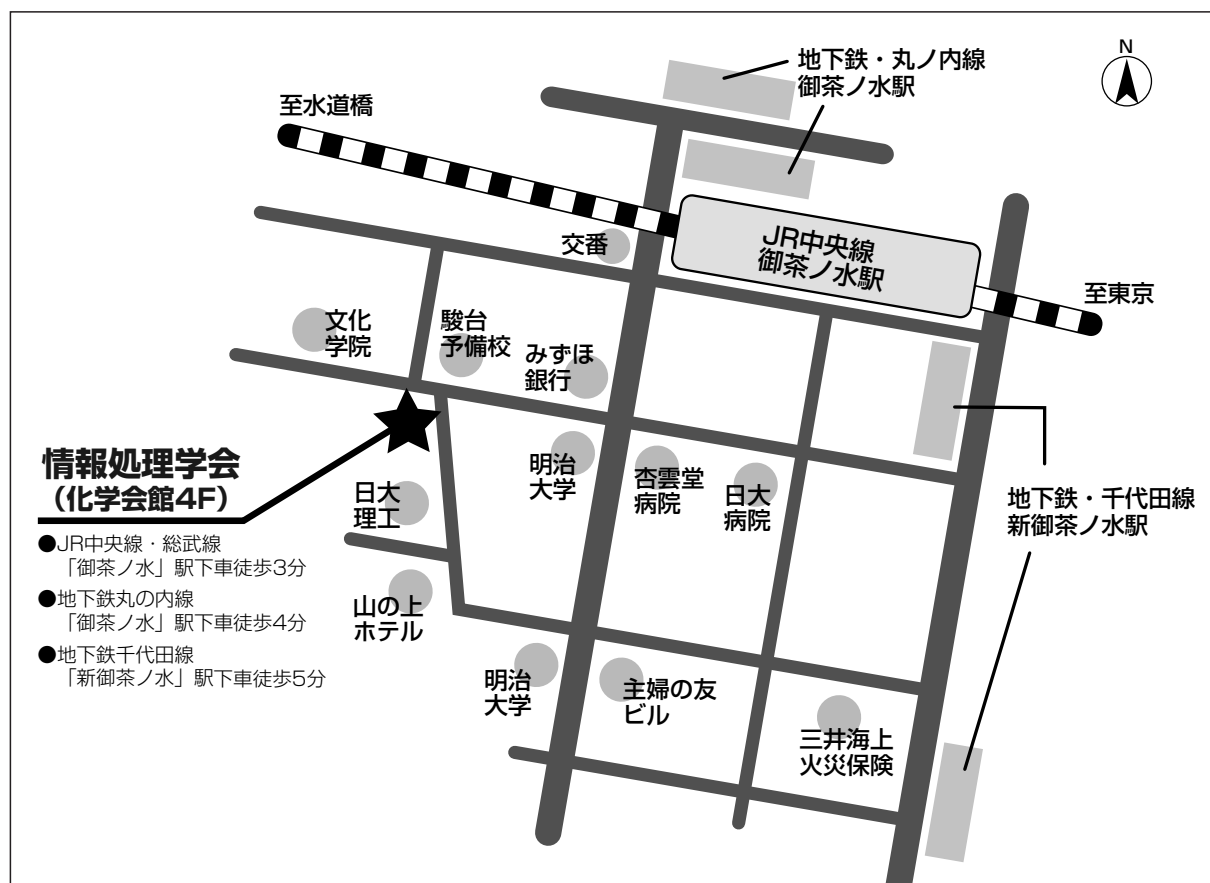 地下鉄・丸ノ内線
御茶ノ水駅
N
至水道橋
交番
JR中央線
御茶ノ水駅
至東京
文化
学院
駿台
予備校
みずほ
銀行
情報処理学会
（化学会館4F）
明治
大学
杏雲堂
病院
日大
病院
日大
理工
地下鉄・千代田線
新御茶ノ水駅
●JR中央線・総武線
「御茶ノ水」駅下車徒歩3分
●地下鉄丸の内線
「御茶ノ水」駅下車徒歩4分
●地下鉄千代田線
「新御茶ノ水」駅下車徒歩5分
山の上
ホテル
明治
大学
主婦の友
ビル
三井海上
火災保険